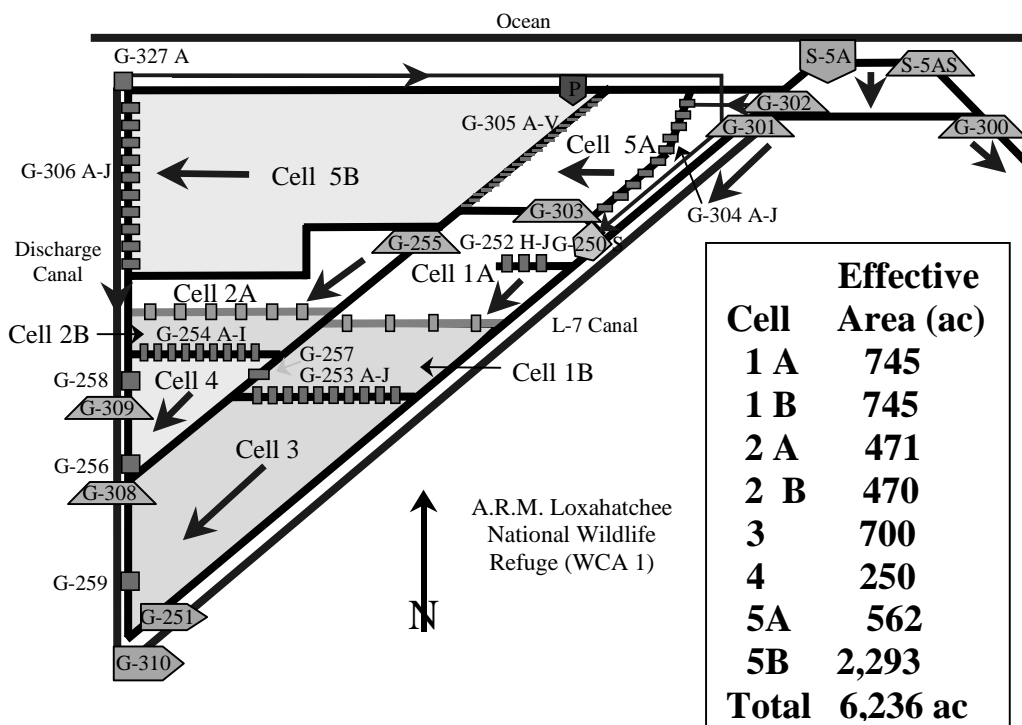 Ocean
G-327 A
S-5A
S-5AS
P
G-302
G-305 A-V
G-301
G-300
Cell 5A
G-306 A-J
Cell 5B
G-304 A-J
G-303
G-255
G-252 H-J
G-250 S
Discharge
Canal
Cell 1A
Cell 2A
L-7 Canal
Cell 2B
G-254 A-I
G-257
G-253 A-J
Cell 1B
G-258
Cell 4
G-309
Cell 3
G-256
G-308
A.R.M. Loxahatchee
National Wildlife
Refuge (WCA 1)
G-259
N
G-251
G-310
Effective
Cell Area (ac)
1 A 745
1 B 745
2 A 471
2 B 470
3 700
4 250
5A 562
5B 2,293
Total 6,236 ac